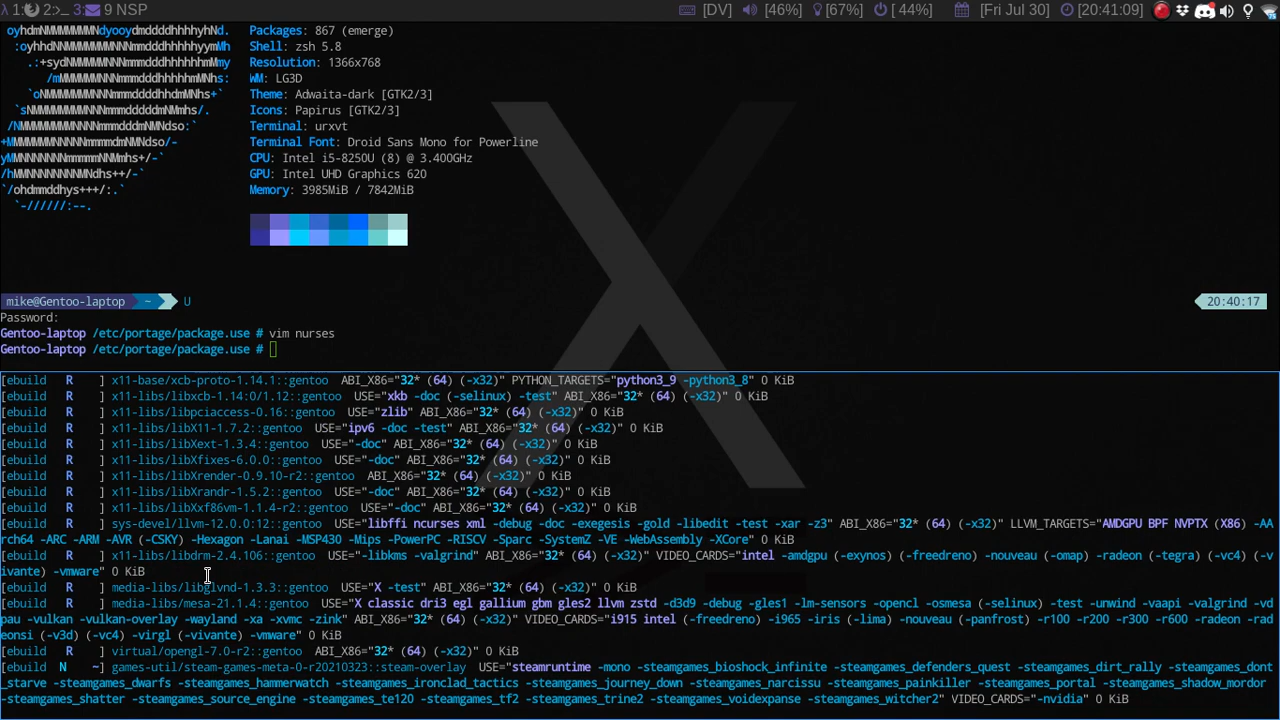 λ 1: 2:>_ 3: 9 NSP [DV] [46%] [67%] [ 44%] [Fri Jul 30] [20:41:09]
oyhdmNMMMMMMMNdyooydmddddhhhhyhNd. Packages: 867 (emerge)
:oyhhdNNMMMMMMMNNNmmdddhhhhhyymMh Shell: zsh 5.8
.:+sydNMMMMMNNNmmmdddhhhhhhmMmy Resolution: 1366x768
/mMMMMMMNNNmmmdddhhhhhmMNhs: WM: LG3D
`oNMMMMMMMNNNmmmddddhhdmMNhs+` Theme: Adwaita-dark [GTK2/3]
`sNMMMMMMMMNNNmmmdddddmNMmhs/. Icons: Papirus [GTK2/3]
/NMMMMMMMMNNNNmmmdddmNMNdso:` Terminal: urxvt
+MMMMMMMNNNNNmmmmdmNMNdso/- Terminal Font: Droid Sans Mono for Powerline
yMMNNNNNNNmmmmmNNMmhs+/-` CPU: Intel i5-8250U (8) @ 3.400GHz
/hMMNNNNNNNNMNdhs++/-` GPU: Intel UHD Graphics 620
`/ohdmmddhys+++/:.` Memory: 3985MiB / 7842MiB
`-//////:--.
mike@Gentoo-laptop ~ U 20:40:17
Password:
Gentoo-laptop /etc/portage/package.use # vim nurses
Gentoo-laptop /etc/portage/package.use #
[ebuild R ] x11-base/xcb-proto-1.14.1::gentoo ABI_X86="32* (64) (-x32)" PYTHON_TARGETS="python3_9 -python3_8" 0 KiB
[ebuild R ] x11-libs/libxcb-1.14:0/1.12::gentoo USE="xkb -doc (-selinux) -test" ABI_X86="32* (64) (-x32)" 0 KiB
[ebuild R ] x11-libs/libpciaccess-0.16::gentoo USE="zlib" ABI_X86="32* (64) (-x32)" 0 KiB
[ebuild R ] x11-libs/libX11-1.7.2::gentoo USE="ipv6 -doc -test" ABI_X86="32* (64) (-x32)" 0 KiB
[ebuild R ] x11-libs/libXext-1.3.4::gentoo USE="-doc" ABI_X86="32* (64) (-x32)" 0 KiB
[ebuild R ] x11-libs/libXfixes-6.0.0::gentoo USE="-doc" ABI_X86="32* (64) (-x32)" 0 KiB
[ebuild R ] x11-libs/libXrender-0.9.10-r2::gentoo ABI_X86="32* (64) (-x32)" 0 KiB
[ebuild R ] x11-libs/libXrandr-1.5.2::gentoo USE="-doc" ABI_X86="32* (64) (-x32)" 0 KiB
[ebuild R ] x11-libs/libXxf86vm-1.1.4-r2::gentoo USE="-doc" ABI_X86="32* (64) (-x32)" 0 KiB
[ebuild R ] sys-devel/llvm-12.0.0:12::gentoo USE="libffi ncurses xml -debug -doc -exegesis -gold -libedit -test -xar -z3" ABI_X86="32* (64) (-x32)" LLVM_TARGETS="AMDGPU BPF NVPTX (X86) -AA
rch64 -ARC -ARM -AVR (-CSKY) -Hexagon -Lanai -MSP430 -Mips -PowerPC -RISCV -Sparc -SystemZ -VE -WebAssembly -XCore" 0 KiB
[ebuild R ] x11-libs/libdrm-2.4.106::gentoo USE="-libkms -valgrind" ABI_X86="32* (64) (-x32)" VIDEO_CARDS="intel -amdgpu (-exynos) (-freedreno) -nouveau (-omap) -radeon (-tegra) (-vc4) (-v
ivante) -vmware" 0 KiB
[ebuild R ] media-libs/libglvnd-1.3.3::gentoo USE="X -test" ABI_X86="32* (64) (-x32)" 0 KiB
[ebuild R ] media-libs/mesa-21.1.4::gentoo USE="X classic dri3 egl gallium gbm gles2 llvm zstd -d3d9 -debug -gles1 -lm-sensors -opencl -osmesa (-selinux) -test -unwind -vaapi -valgrind -vd
pau -vulkan -vulkan-overlay -wayland -xa -xvmc -zink" ABI_X86="32* (64) (-x32)" VIDEO_CARDS="i915 intel (-freedreno) -i965 -iris (-lima) -nouveau (-panfrost) -r100 -r200 -r300 -r600 -radeon -rad
eonsi (-v3d) (-vc4) -virgl (-vivante) -vmware" 0 KiB
[ebuild R ] virtual/opengl-7.0-r2::gentoo ABI_X86="32* (64) (-x32)" 0 KiB
[ebuild N ~] games-util/steam-games-meta-0-r20210323::steam-overlay USE="steamruntime -mono -steamgames_bioshock_infinite -steamgames_defenders_quest -steamgames_dirt_rally -steamgames_dont
_starve -steamgames_dwarfs -steamgames_hammerwatch -steamgames_ironclad_tactics -steamgames_journey_down -steamgames_narcissu -steamgames_painkiller -steamgames_portal -steamgames_shadow_mordor
-steamgames_shatter -steamgames_source_engine -steamgames_te120 -steamgames_tf2 -steamgames_trine2 -steamgames_voidexpanse -steamgames_witcher2" VIDEO_CARDS="-nvidia" 0 KiB